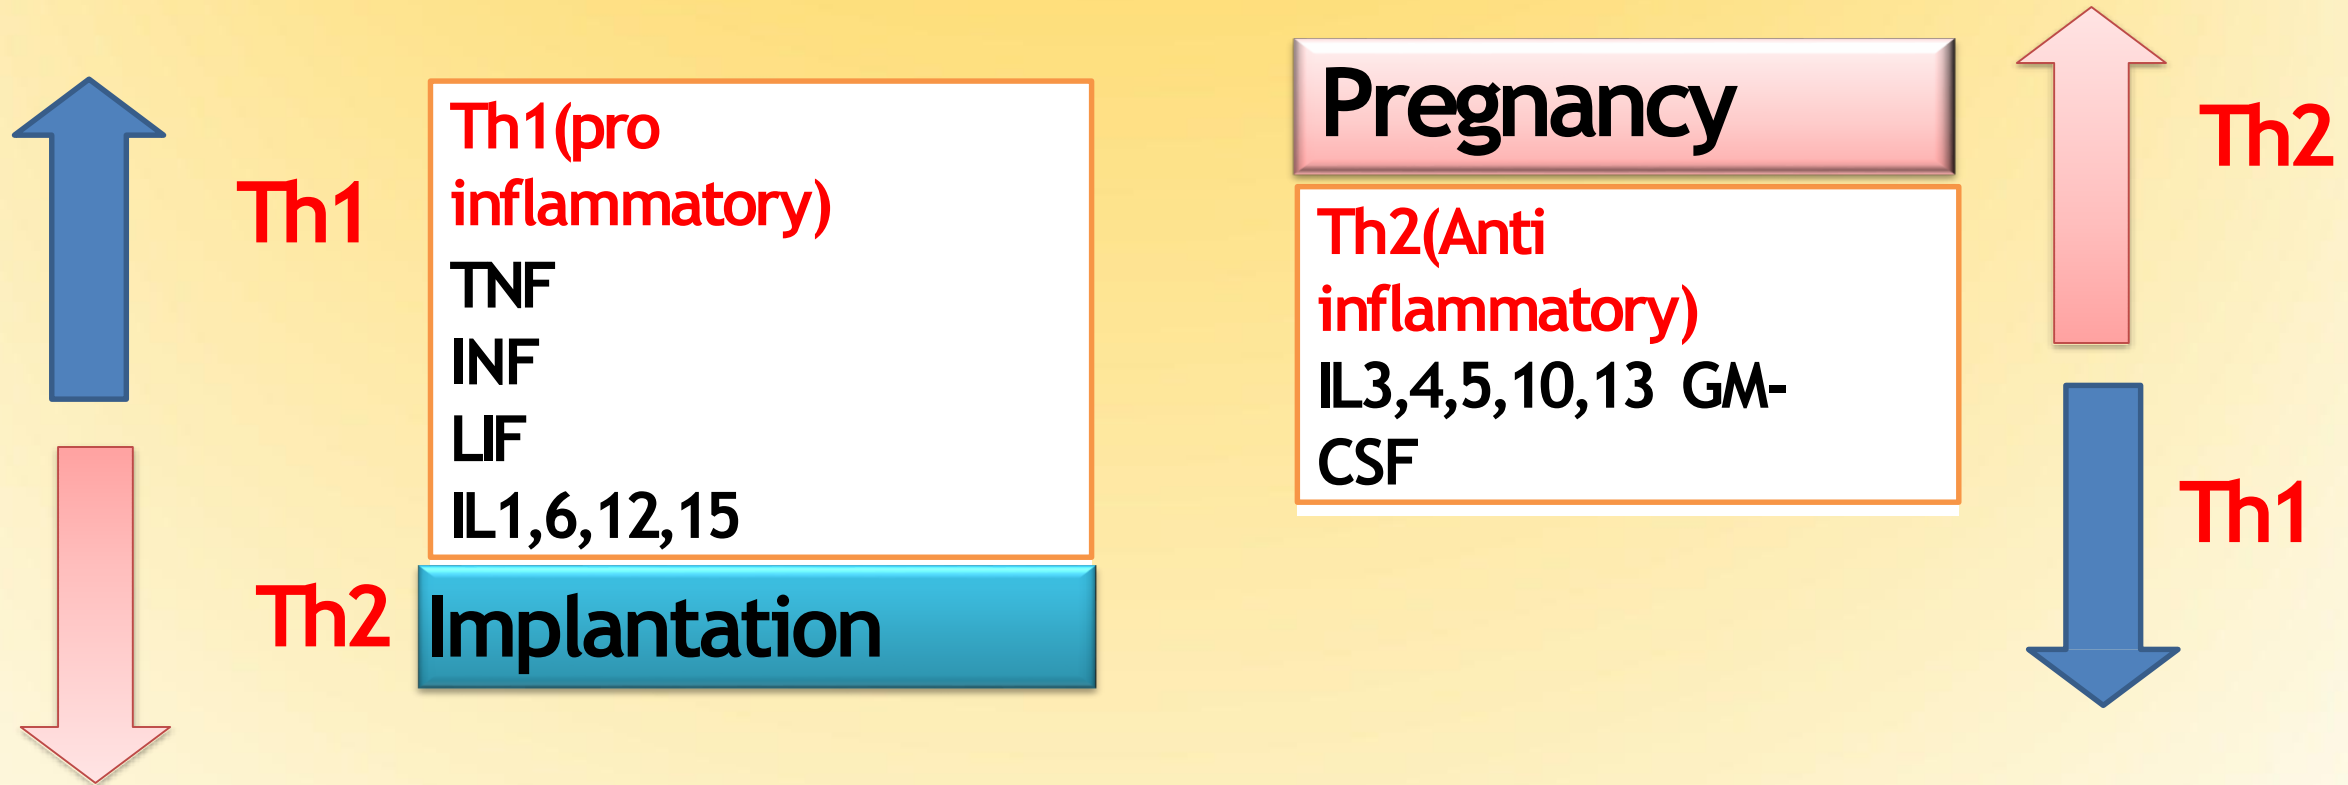 Th1
Th1(pro
inflammatory)
TNF
INF
LIF
IL1,6,12,15
Th2
Implantation
Pregnancy
Th2
Th2(Anti
inflammatory)
IL3,4,5,10,13 GM-
CSF
Th1